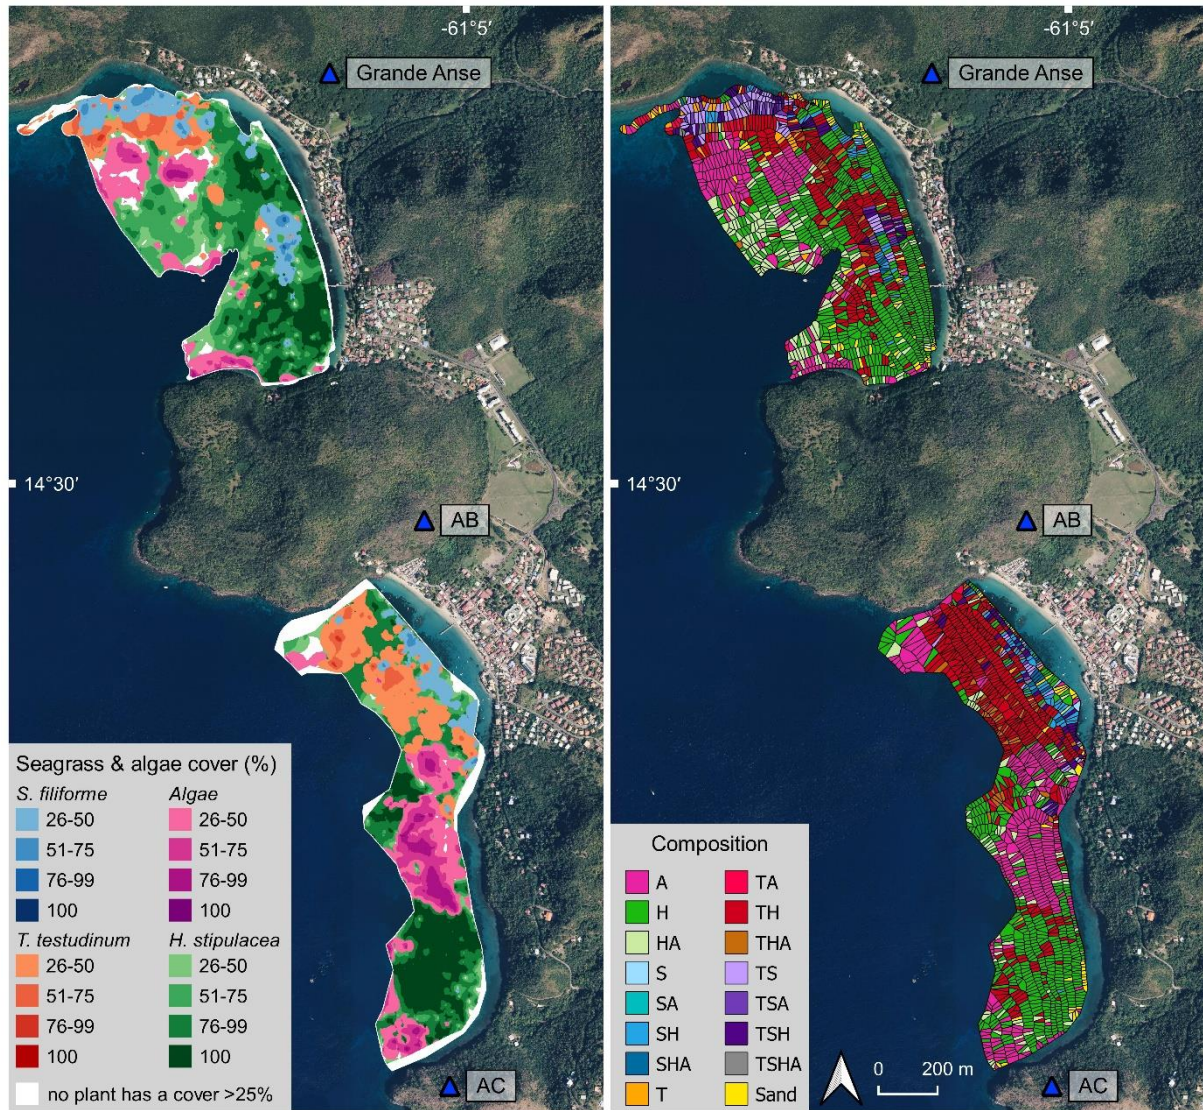 -61°5′
Grande Anse
14°30′
AB
AC
Seagrass & algae cover (%)
S. filiforme
26-50
51-75
76-99
100
Algae
26-50
51-75
76-99
100
T. testudinum
26-50
51-75
76-99
100
H. stipulacea
26-50
51-75
76-99
100
no plant has a cover >25%
-61°5′
Grande Anse
AB
AC
Composition
A
H
HA
S
SA
SH
SHA
T
TA
TH
THA
TS
TSA
TSH
TSHA
Sand
0 200 m